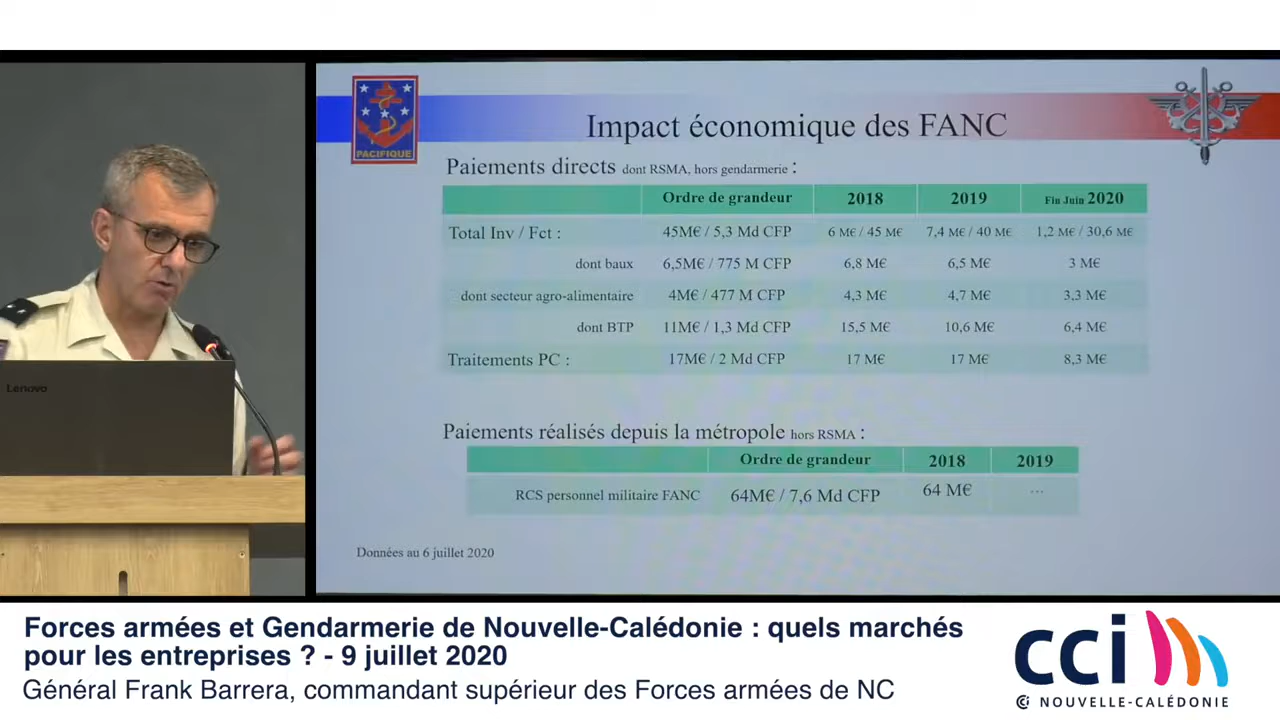 PACIFIQUE
Impact économique des FANC
Paiements directs dont RSMA, hors gendarmerie :
Ordre de grandeur 2018 2019 Fin Juin 2020
Total Inv / Fct : 45M€ / 5,3 Md CFP 6 M€ / 45 M€ 7,4 M€ / 40 M€ 1,2 M€ / 30,6 M€
dont baux 6,5M€ / 775 M CFP 6,8 M€ 6,5 M€ 3 M€
dont secteur agro-alimentaire 4M€ / 477 M CFP 4,3 M€ 4,7 M€ 3.3 M€
dont BTP 11M€ / 1,3 Md CFP 15,5 M€ 10,6 M€ 6,4 M€
Traitements PC : 17M€ / 2 Md CFP 17 M€ 17 M€ 8,3 M€
Paiements réalisés depuis la métropole hors RSMA :
Ordre de grandeur 2018 2019
RCS personnel militaire FANC 64M€ / 7,6 Md CFP 64 M€ ...
Données au 6 juillet 2020
Lenovo
Forces armées et Gendarmerie de Nouvelle-Calédonie : quels marchés
pour les entreprises ? - 9 juillet 2020
Général Frank Barrera, commandant supérieur des Forces armées de NC
cci
NOUVELLE-CALÉDONIE